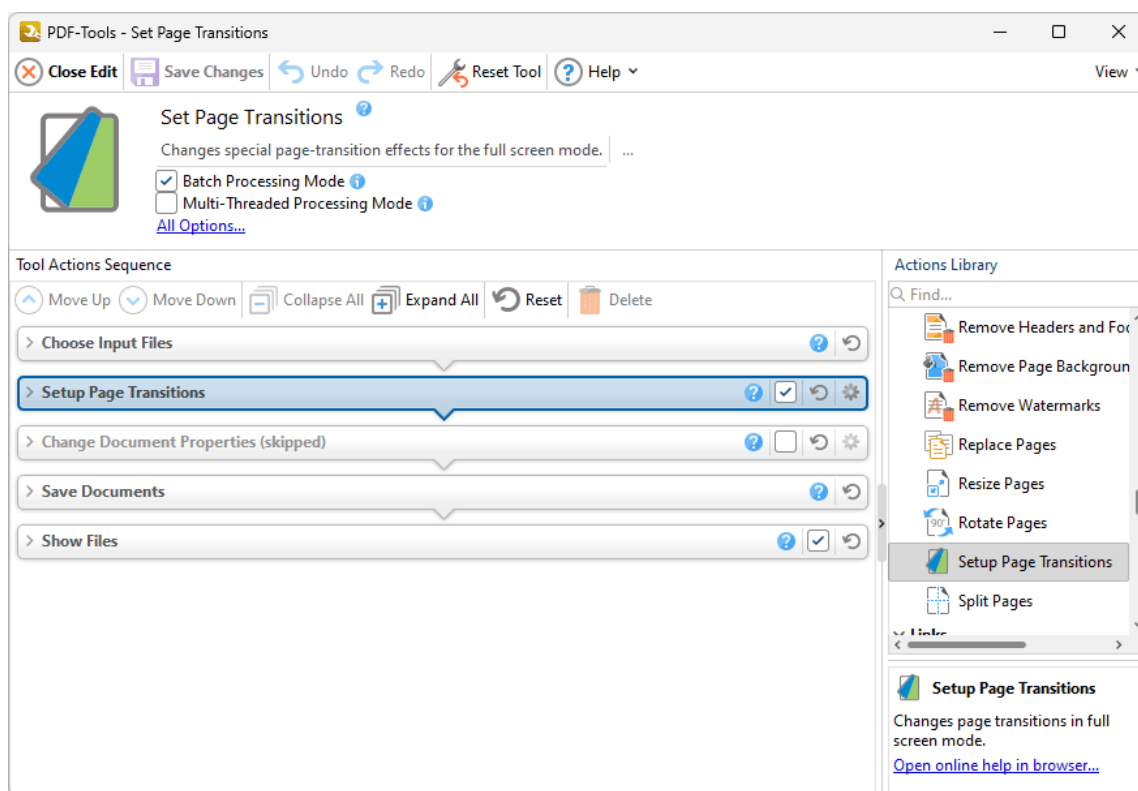 PDF-Tools - Set Page Transitions
Close Edit Save Changes Undo Redo Reset Tool ? Help View
Set Page Transitions ?
Changes special page-transition effects for the full screen mode. ...
Batch Processing Mode i
Multi-Threaded Processing Mode i
All Options...
Tool Actions Sequence
Move Up Move Down Collapse All Expand All Reset Delete
Choose Input Files ?
Setup Page Transitions ?
Change Document Properties (skipped) ?
Save Documents ?
Show Files ?
Actions Library
Find...
Remove Headers and Foo
Remove Page Backgroun
Remove Watermarks
Replace Pages
Resize Pages
90° Rotate Pages
Setup Page Transitions
Split Pages
Links
Setup Page Transitions
Changes page transitions in full
screen mode.
Open online help in browser...